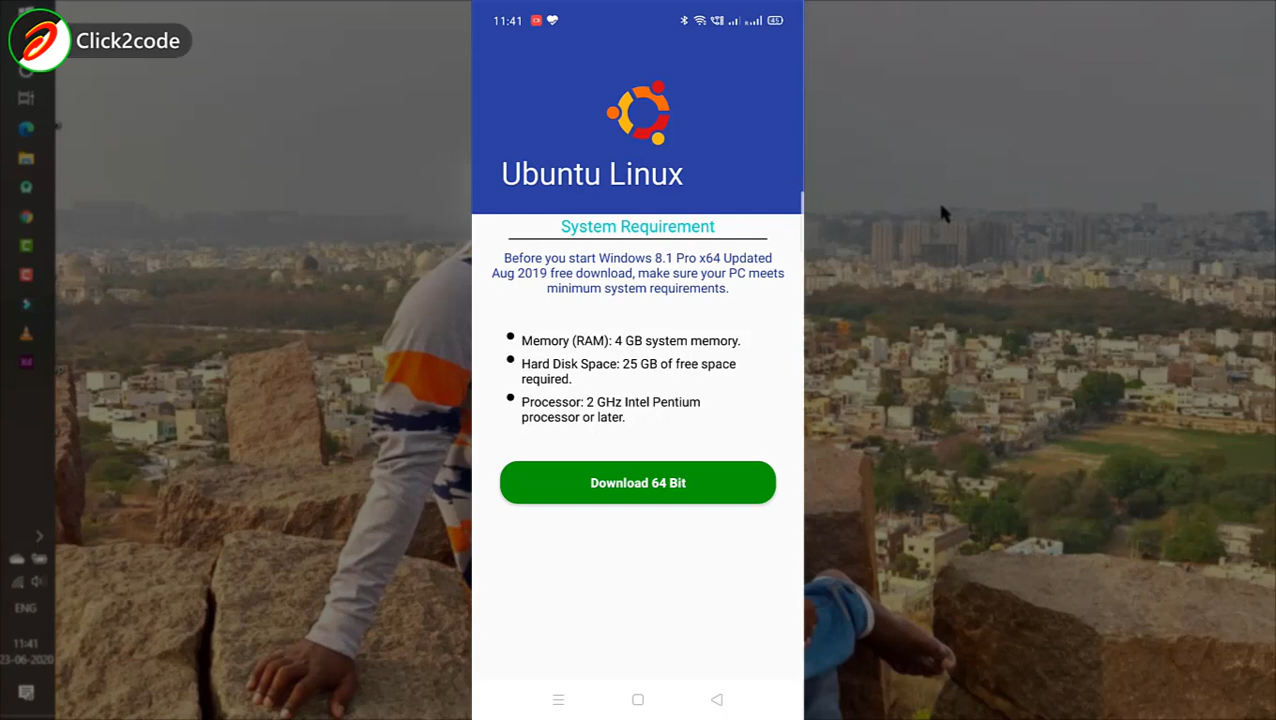 Click2code
11:41
45
Ubuntu Linux
System Requirement
Before you start Windows 8.1 Pro x64 Updated
Aug 2019 free download, make sure your PC meets
minimum system requirements.
Memory (RAM): 4 GB system memory.
Hard Disk Space: 25 GB of free space
required.
Processor: 2 GHz Intel Pentium
processor or later.
Download 64 Bit
ENG
11:41
23-06-2020